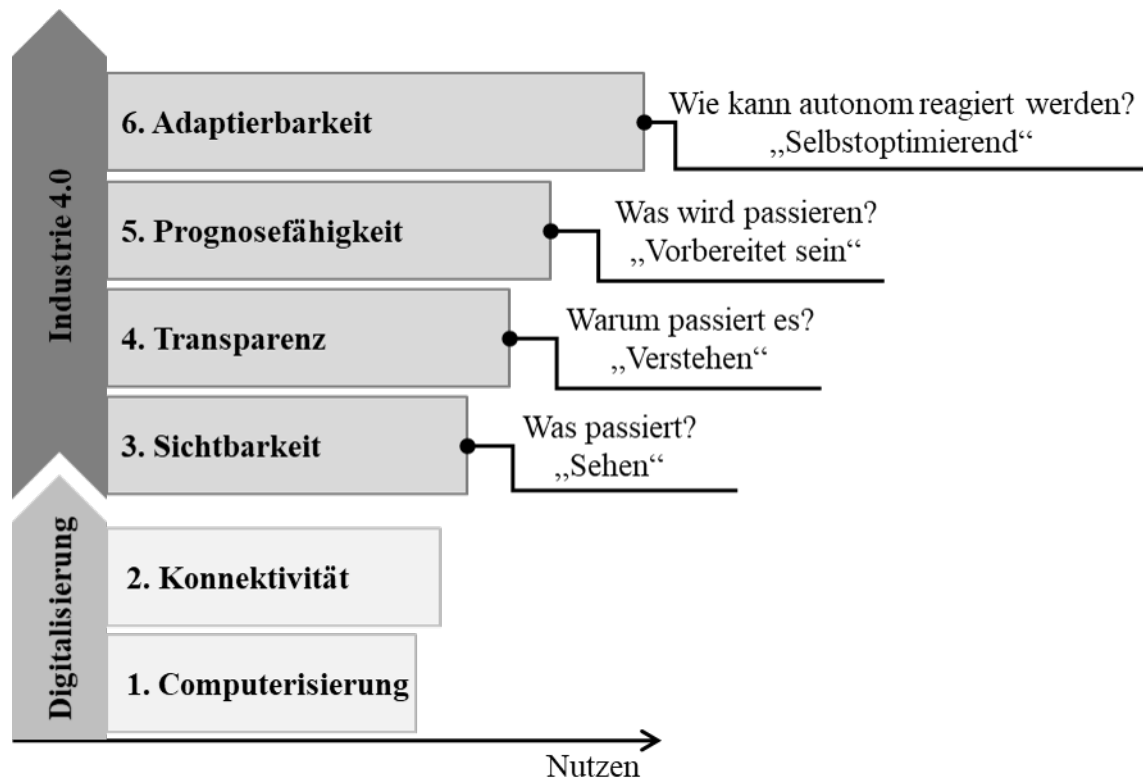 Industrie 4.0
6. Adaptierbarkeit
Wie kann autonom reagiert werden?
„Selbstoptimierend“
5. Prognosefähigkeit
Was wird passieren?
„Vorbereitet sein“
4. Transparenz
Warum passiert es?
„Verstehen“
3. Sichtbarkeit
Was passiert?
„Sehen“
Digitalisierung
2. Konnektivität
1. Computerisierung
Nutzen